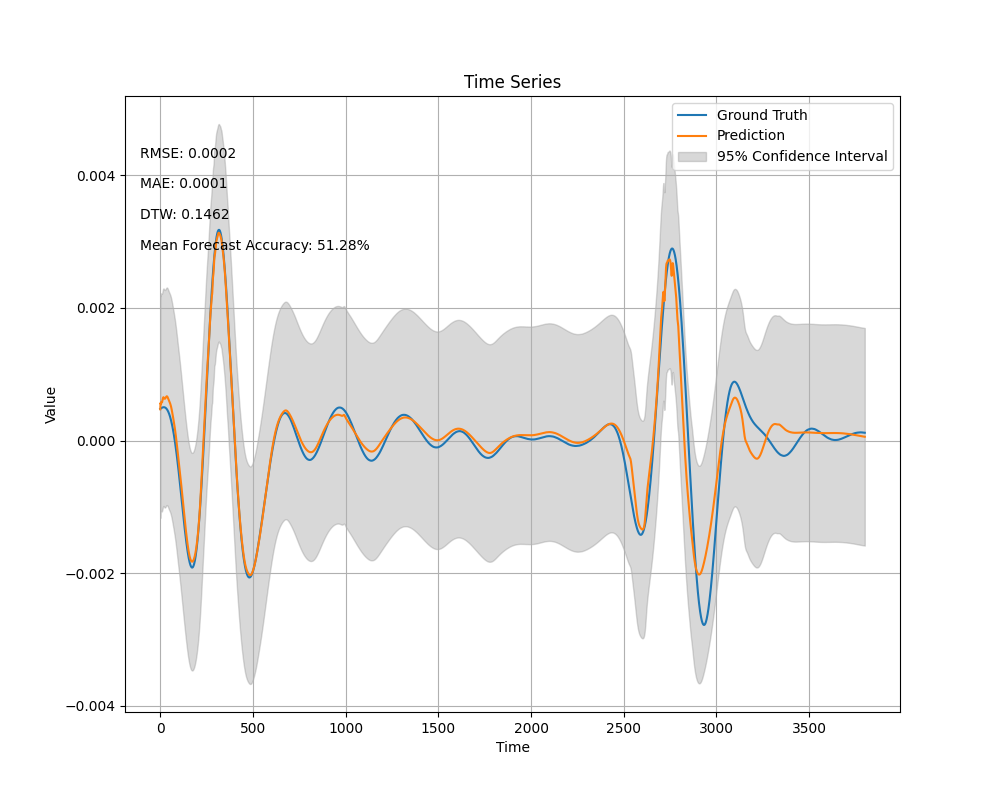 Time Series
Ground Truth
Prediction
95% Confidence Interval
RMSE: 0.0002
MAE: 0.0001
DTW: 0.1462
Mean Forecast Accuracy: 51.28%
0.004
0.002
0.000
−0.002
−0.004
Value
0 500 1000 1500 2000 2500 3000 3500
Time